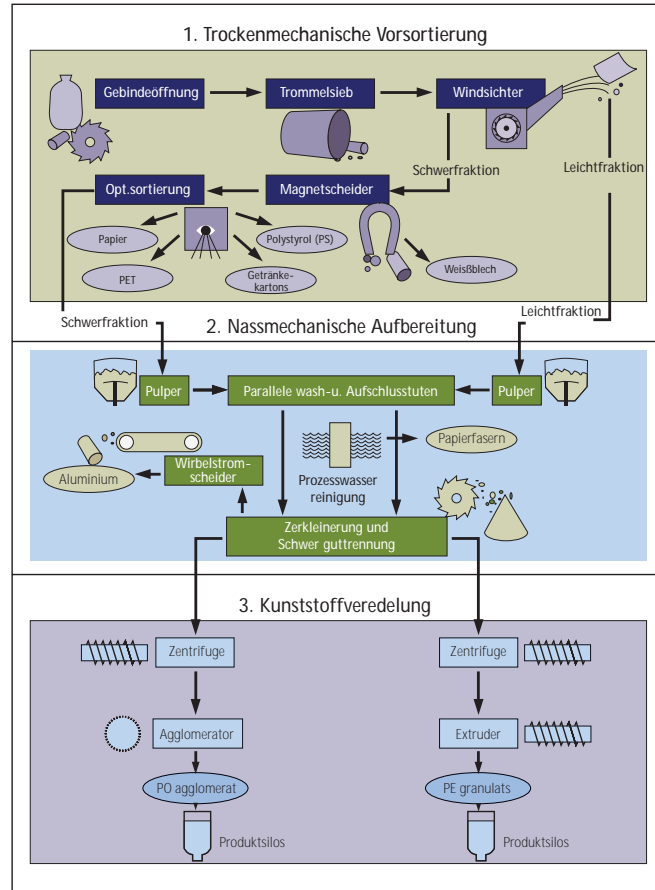 1. Trockenmechanische Vorsortierung
Gebindeöffnung
Trommelsieb
Windsichter
Schwerfraktion
Leichtfraktion
Opt.sortierung
Magnetscheider
Papier
Polystyrol (PS)
PET
Getränke-
kartons
Weißblech
Schwerfraktion
Leichtfraktion
2. Nassmechanische Aufbereitung
Pulper
Parallele wash-u. Aufschlusstuten
Pulper
Papierfasern
Wirbelstrom-
scheider
Aluminium
Prozesswasser
reinigung
Zerkleinerung und
Schwer guttrennung
3. Kunststoffveredelung
Zentrifuge
Zentrifuge
Agglomerator
Extruder
PO agglomerat
PE granulats
Produktsilos
Produktsilos